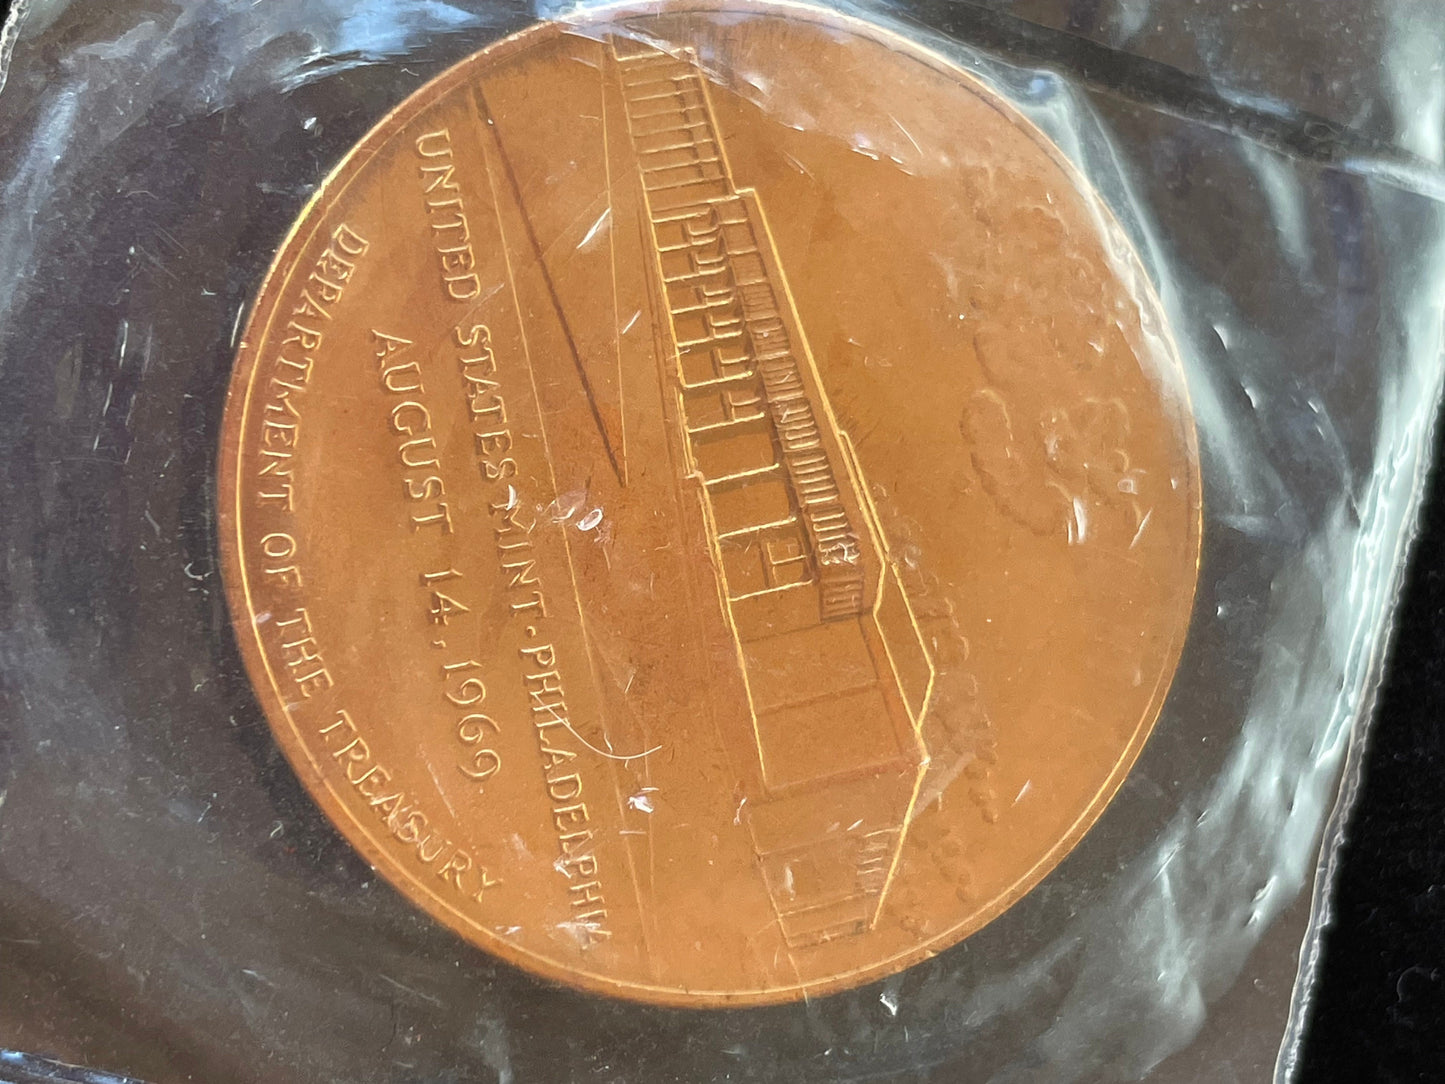 UNITED STATES·MINT·PHILADELPHIA
AUGUST 14, 1969
DEPARTMENT OF THE TREASURY